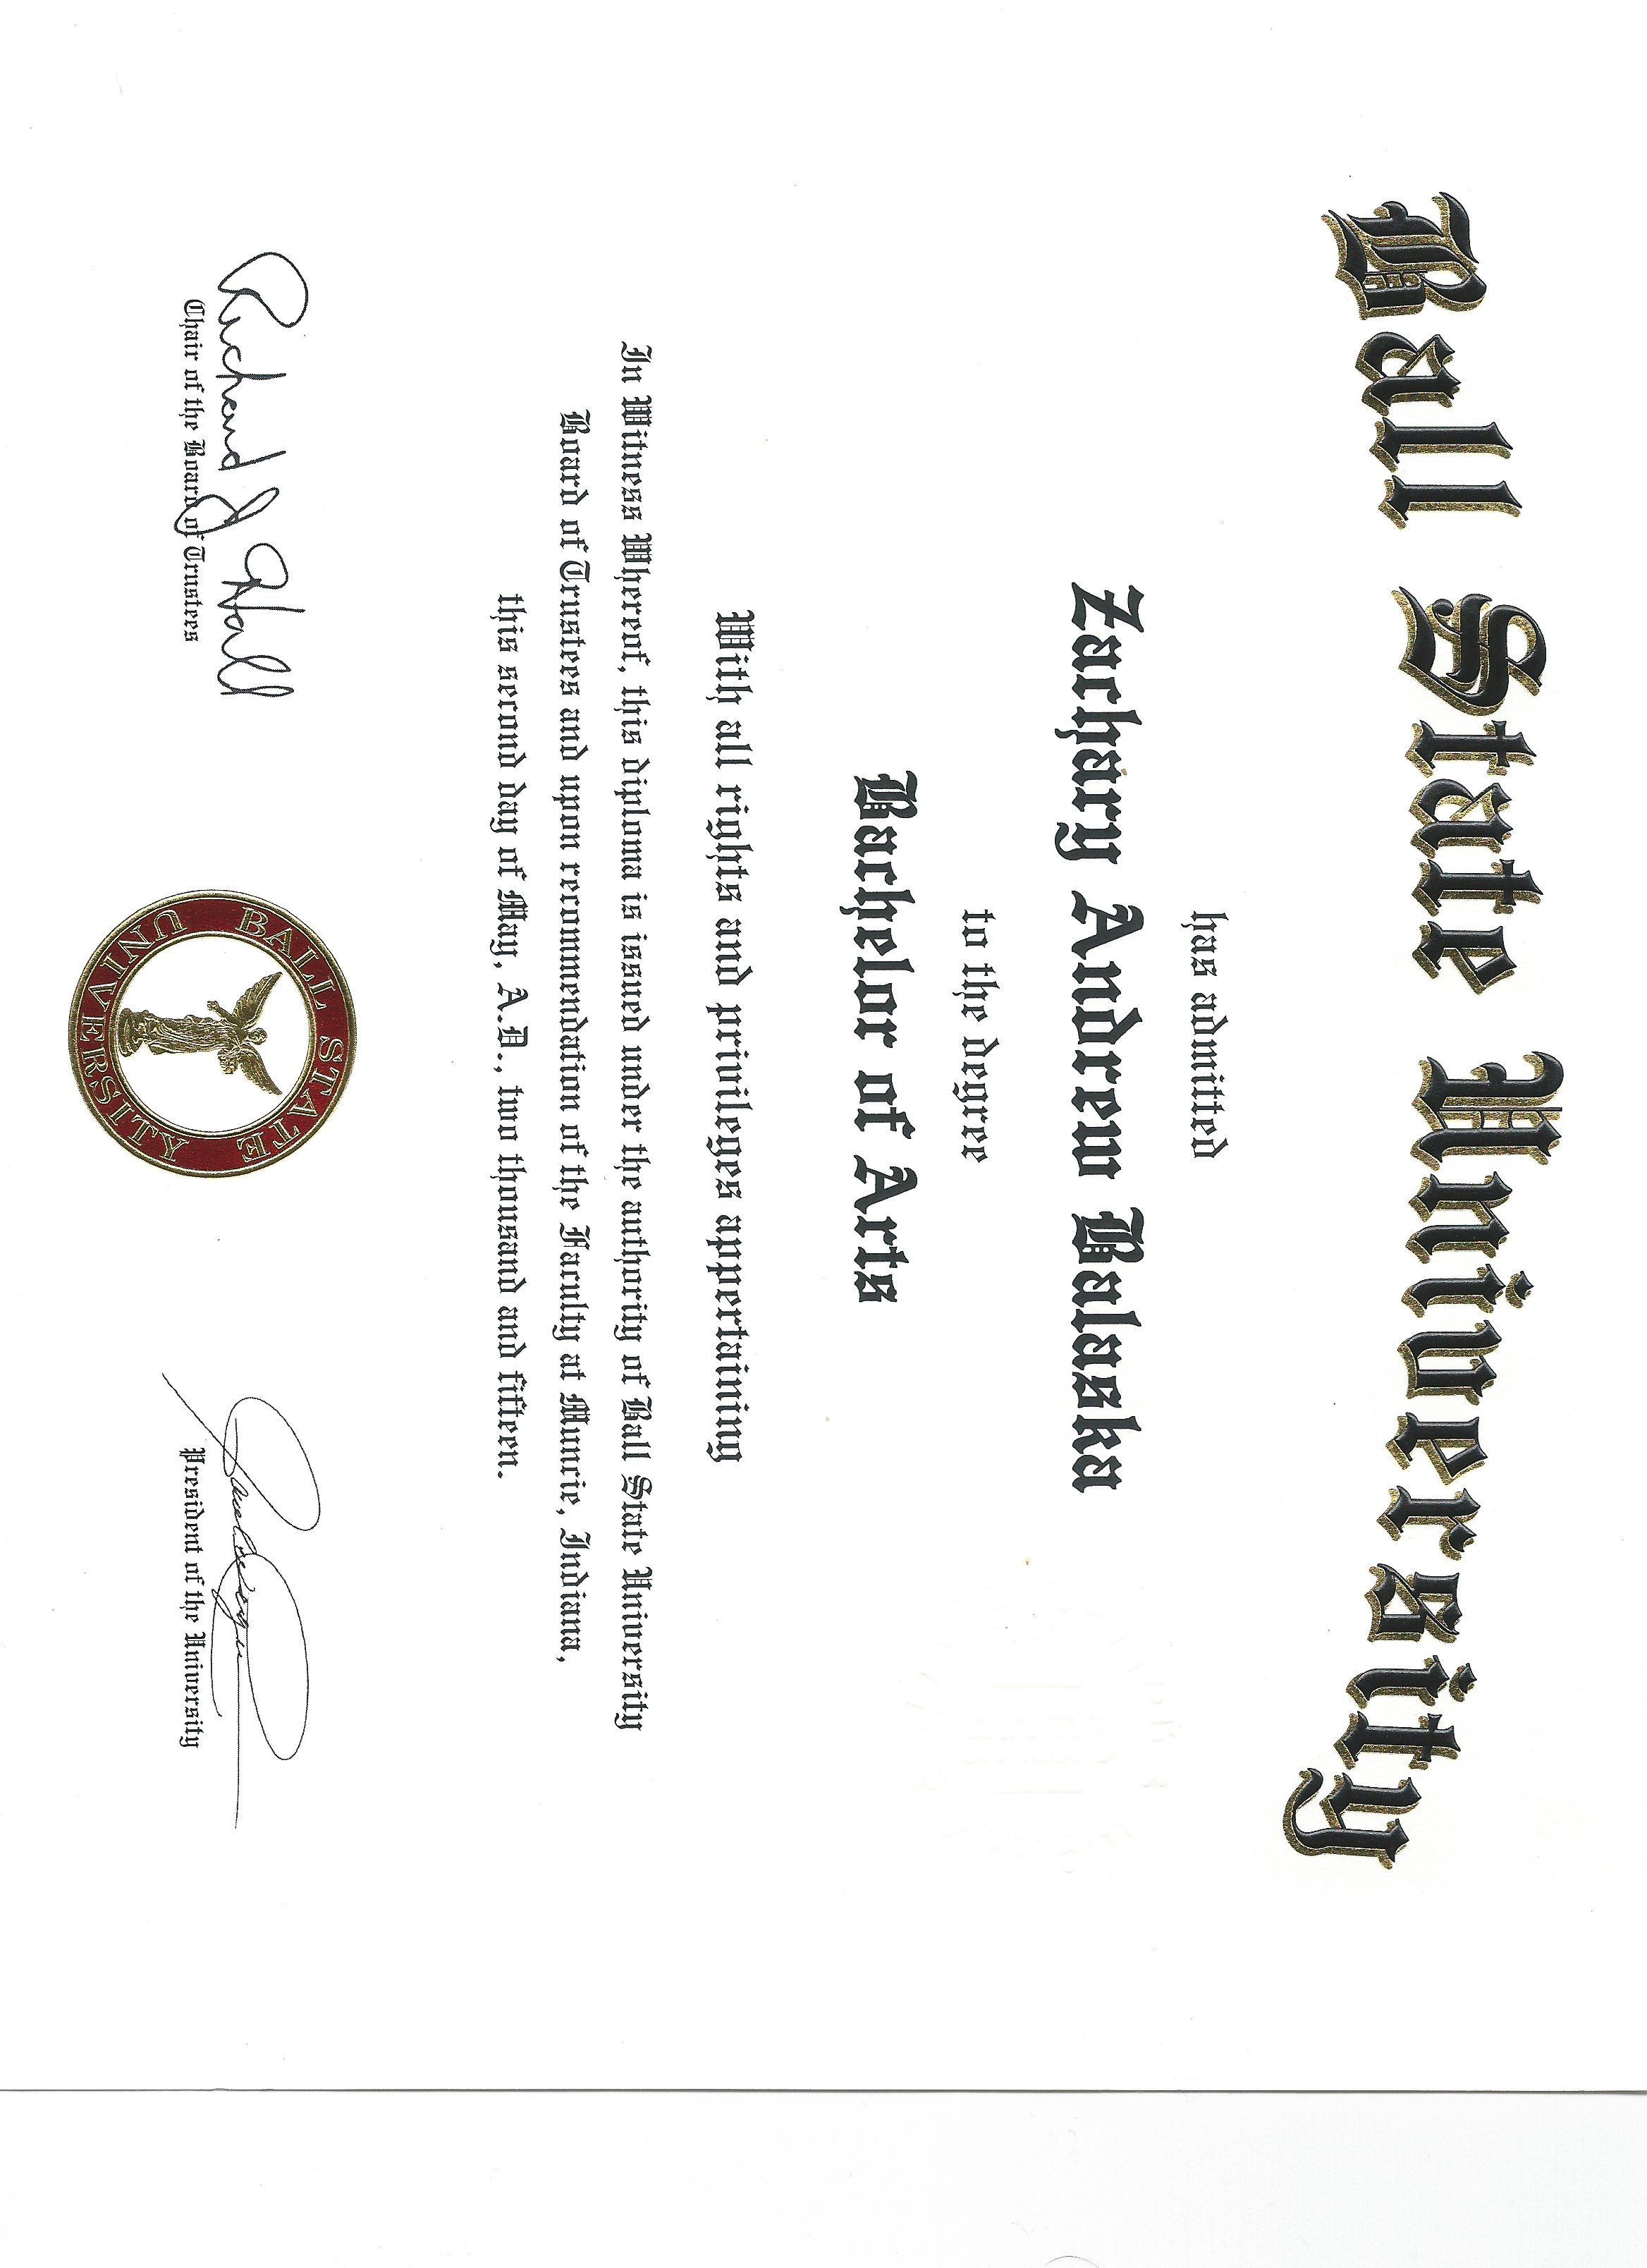 Ball State University
has admitted
Zachary Andrew Balaska
to the degree
Bachelor of Arts
With all rights and privileges appertaining
In Witness Whereof, this diploma is issued under the authority of Ball State University
Board of Trustees and upon recommendation of the Faculty at Muncie, Indiana,
this second day of May, A.D., two thousand and fifteen.
Richard J. Hall
Chair of the Board of Trustees
BALL STATE
UNIVERSITY
President of the University